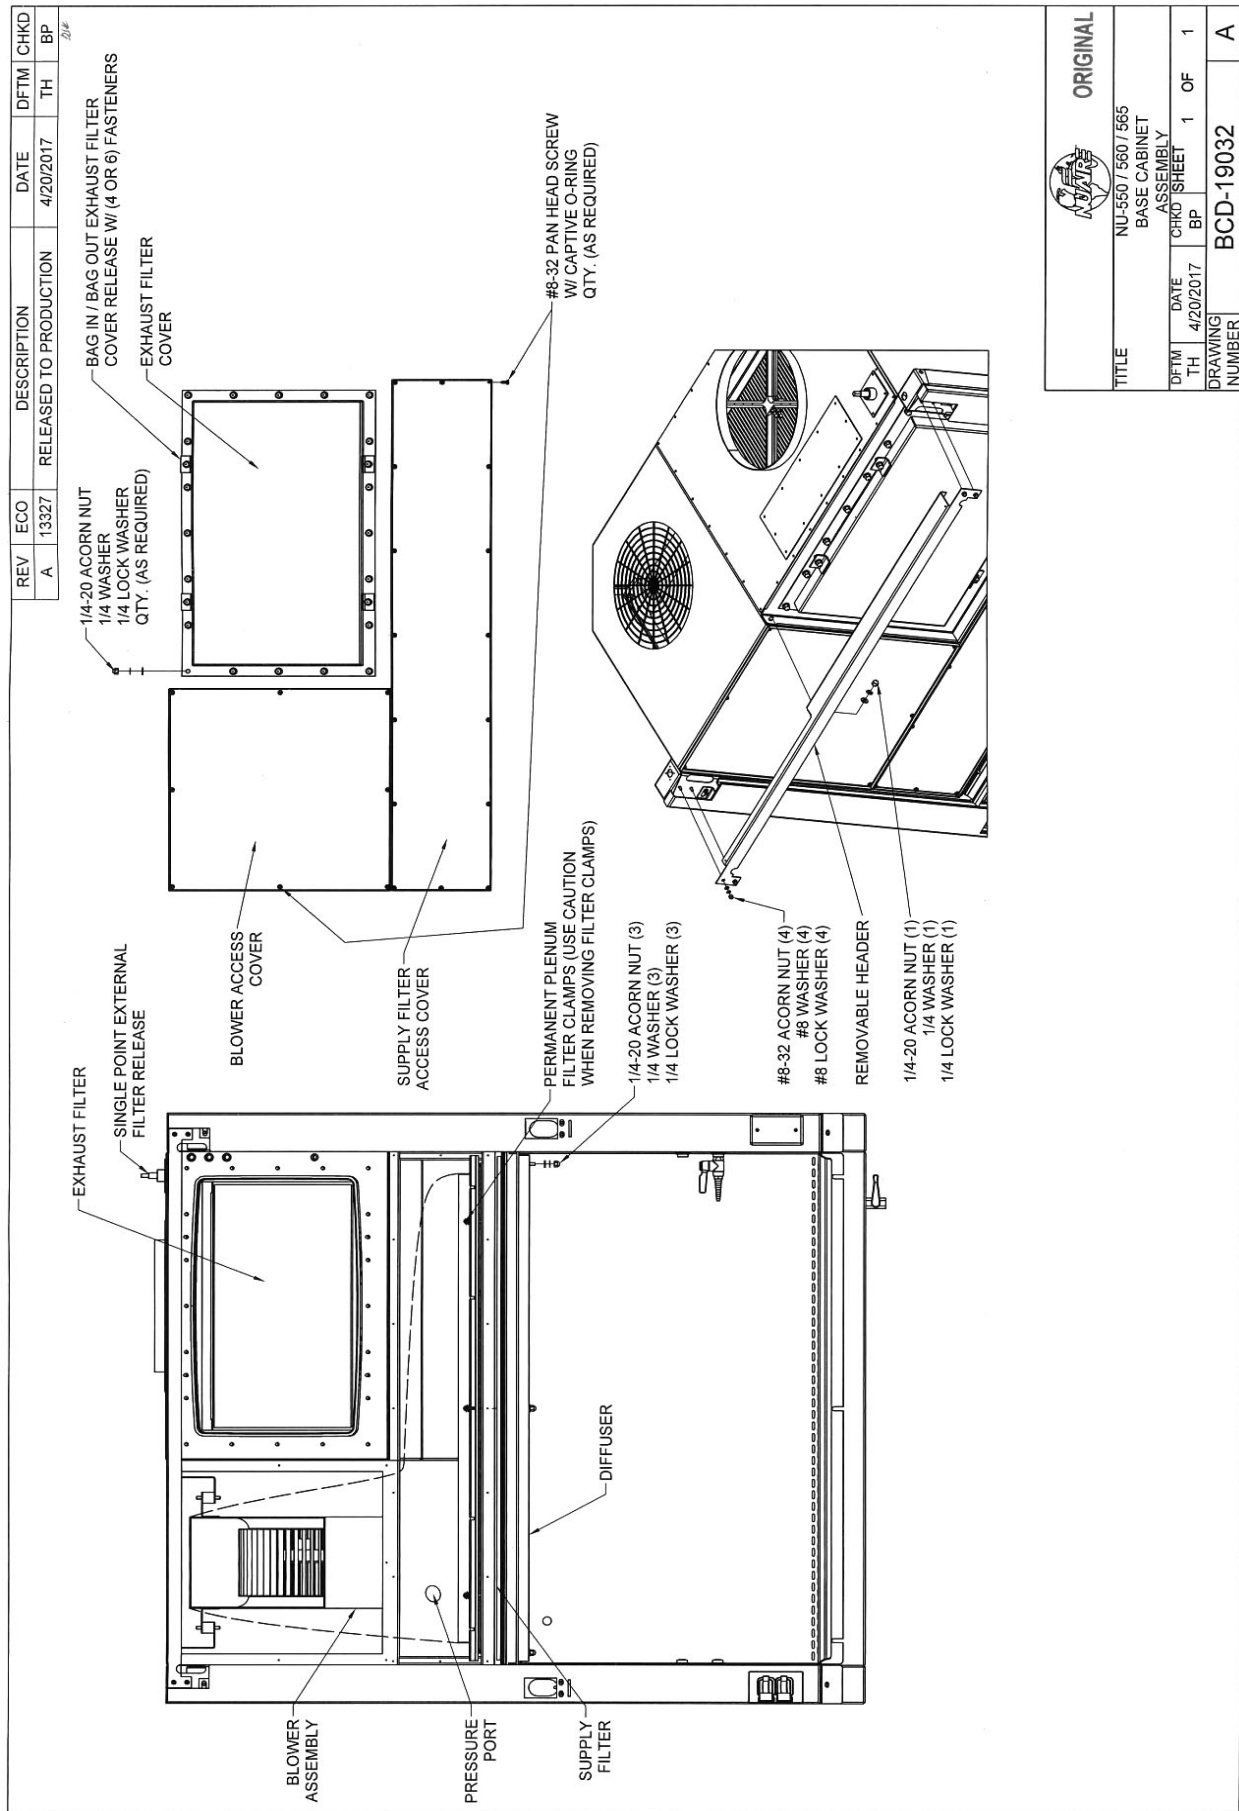 REV ECO DESCRIPTION DATE DFTM CHKD
A 13327 RELEASED TO PRODUCTION 4/20/2017 TH BP
1/4-20 ACORN NUT
1/4 WASHER
1/4 LOCK WASHER
QTY. (AS REQUIRED)
BAG IN / BAG OUT EXHAUST FILTER
COVER RELEASE W/ (4 OR 6) FASTENERS
EXHAUST FILTER
COVER
EXHAUST FILTER
SINGLE POINT EXTERNAL
FILTER RELEASE
BLOWER ACCESS
COVER
SUPPLY FILTER
ACCESS COVER
#8-32 PAN HEAD SCREW
W/ CAPTIVE O-RING
QTY. (AS REQUIRED)
PERMANENT PLENUM
FILTER CLAMPS (USE CAUTION
WHEN REMOVING FILTER CLAMPS)
1/4-20 ACORN NUT (3)
1/4 WASHER (3)
1/4 LOCK WASHER (3)
BLOWER
ASSEMBLY
PRESSURE
PORT
SUPPLY
FILTER
DIFFUSER
#8-32 ACORN NUT (4)
#8 WASHER (4)
#8 LOCK WASHER (4)
REMOVABLE HEADER
1/4-20 ACORN NUT (1)
1/4 WASHER (1)
1/4 LOCK WASHER (1)
NUAIRE
ORIGINAL
TITLE
NU-550 / 560 / 565
BASE CABINET
ASSEMBLY
DFTM DATE CHKD SHEET 1 OF 1
TH 4/20/2017 BP
DRAWING
NUMBER
BCD-19032 A